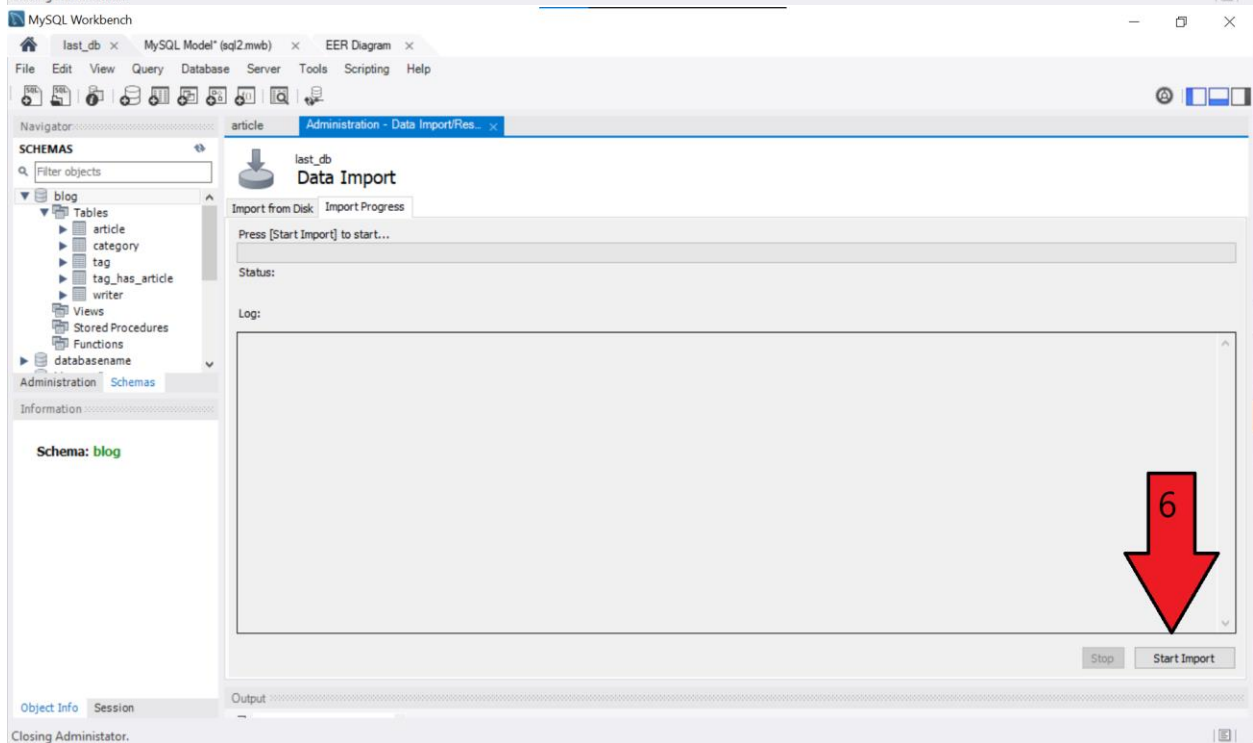 MySQL Workbench
last_db × MySQL Model* (sql2.mwb) × EER Diagram ×
File Edit View Query Database Server Tools Scripting Help
Navigator
article
Administration - Data Import/Res... ×
SCHEMAS
Filter objects
blog
Tables
article
category
tag
tag_has_article
writer
Views
Stored Procedures
Functions
databasename
Administration Schemas
Information
Schema: blog
Object Info Session
last_db
Data Import
Import from Disk Import Progress
Press [Start Import] to start...
Status:
Log:
6
Stop Start Import
Output
Closing Administator.